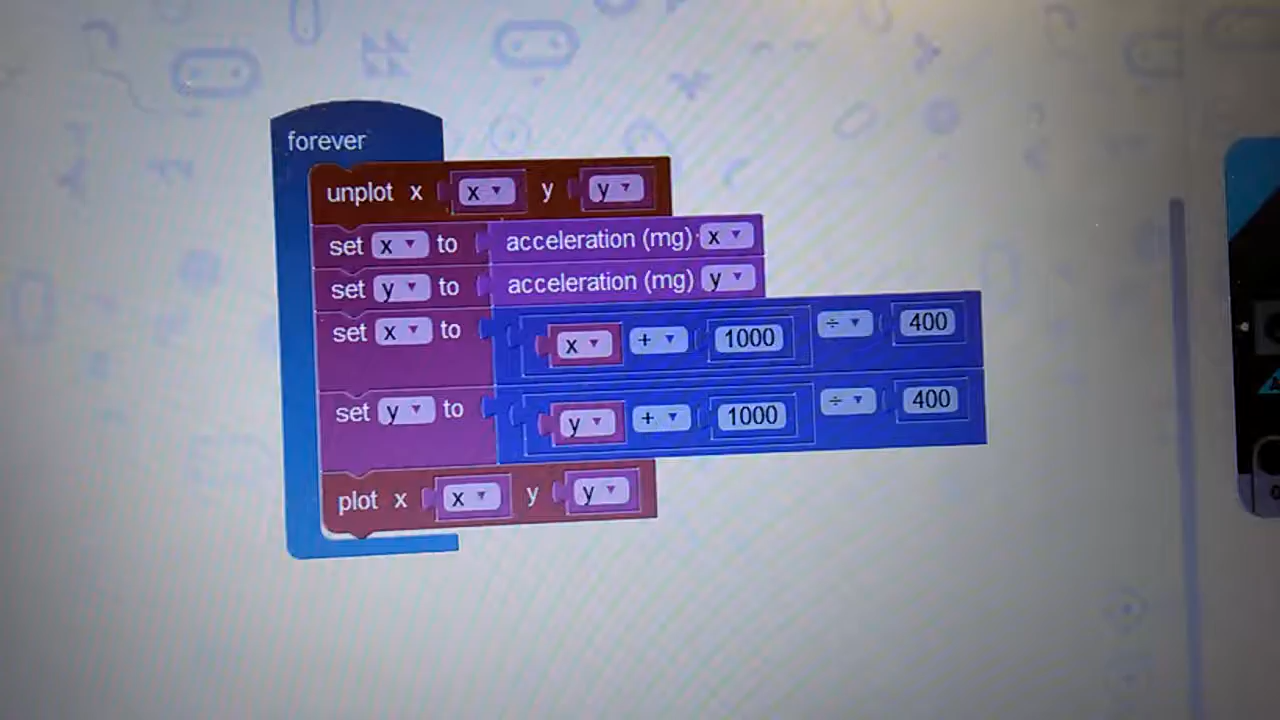 forever
unplot x x y y
set x to acceleration (mg) x
set y to acceleration (mg) y
set x to x + 1000 ÷ 400
set y to y + 1000 ÷ 400
plot x x y y